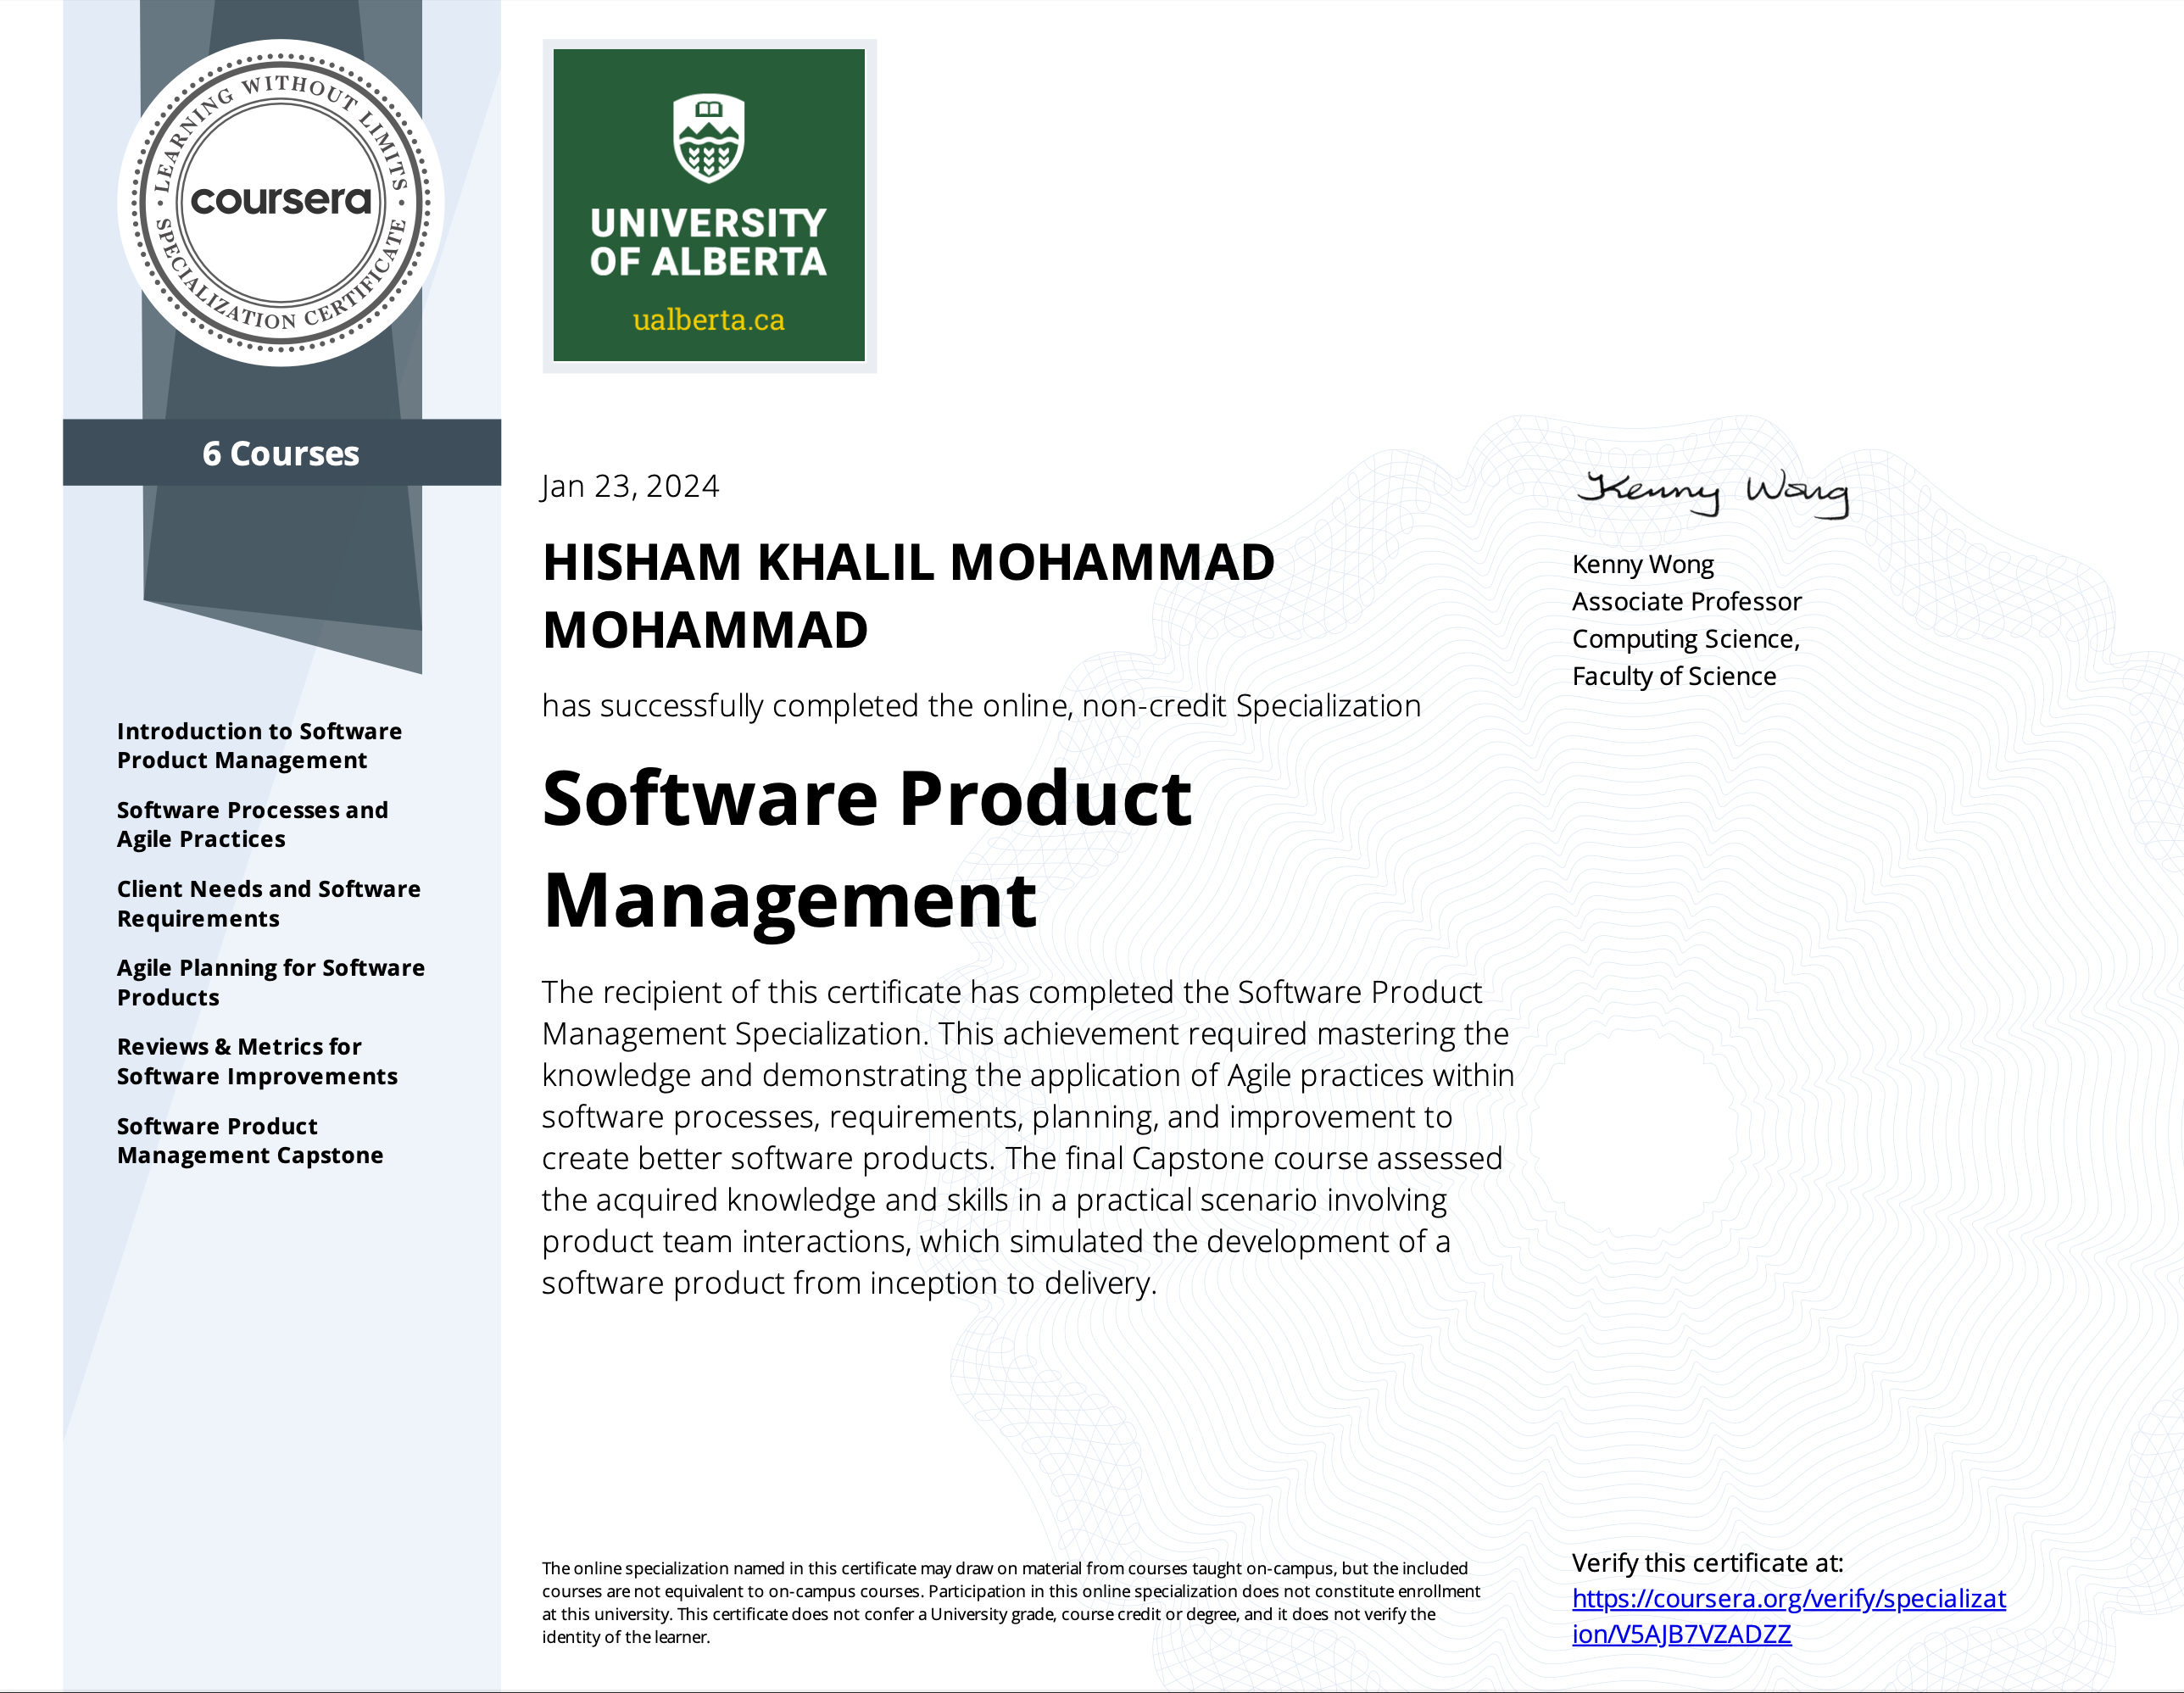 LEARNING WITHOUT LIMITS
coursera
SPECIALIZATION CERTIFICATE
6 Courses
Introduction to Software
Product Management
Software Processes and
Agile Practices
Client Needs and Software
Requirements
Agile Planning for Software
Products
Reviews & Metrics for
Software Improvements
Software Product
Management Capstone
UNIVERSITY
OF ALBERTA
ualberta.ca
Jan 23, 2024
HISHAM KHALIL MOHAMMAD
MOHAMMAD
has successfully completed the online, non-credit Specialization
Software Product
Management
The recipient of this certificate has completed the Software Product
Management Specialization. This achievement required mastering the
knowledge and demonstrating the application of Agile practices within
software processes, requirements, planning, and improvement to
create better software products. The final Capstone course assessed
the acquired knowledge and skills in a practical scenario involving
product team interactions, which simulated the development of a
software product from inception to delivery.
Kenny Wong
Kenny Wong
Associate Professor
Computing Science,
Faculty of Science
The online specialization named in this certificate may draw on material from courses taught on-campus, but the included
courses are not equivalent to on-campus courses. Participation in this online specialization does not constitute enrollment
at this university. This certificate does not confer a University grade, course credit or degree, and it does not verify the
identity of the learner.
Verify this certificate at:
https://coursera.org/verify/specializat
ion/V5AJB7VZADZZ